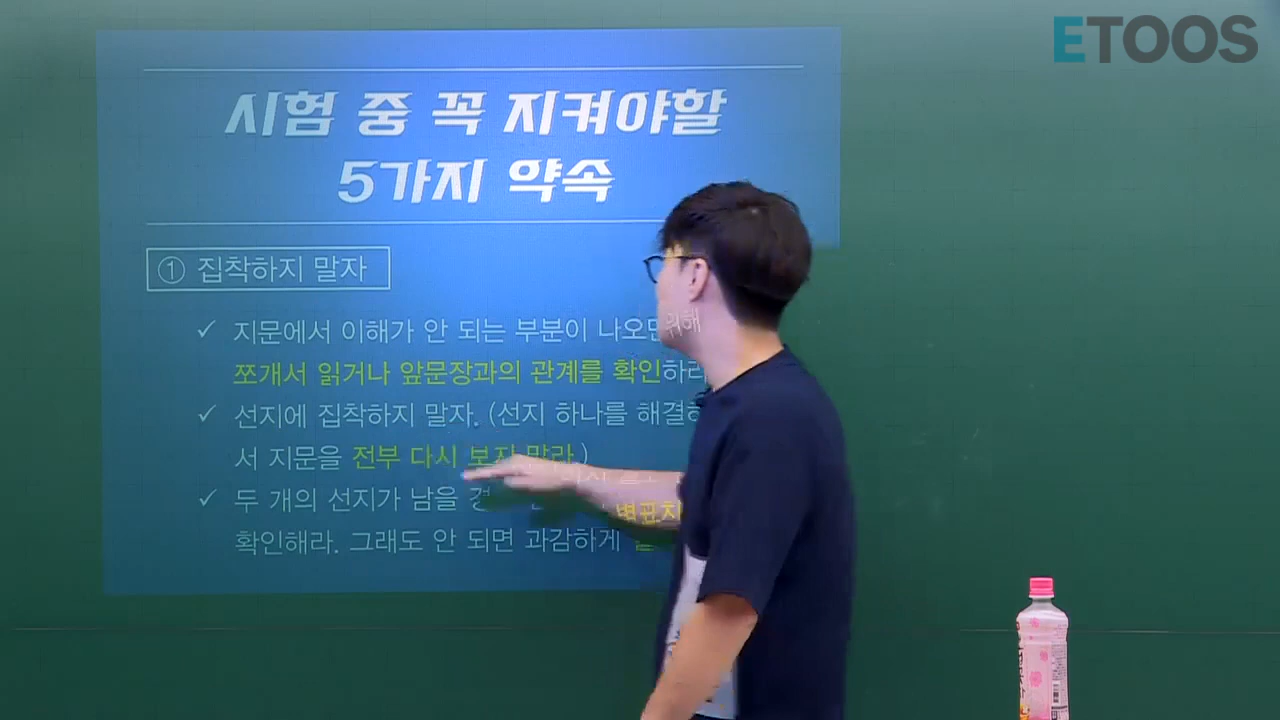 ETOOS
시험 중 꼭 지켜야할
5가지 약속
① 집착하지 말자
✓ 지문에서 이해가 안 되는 부분이 나오면 위해
쪼개서 읽거나 앞문장과의 관계를 확인하라
✓ 선지에 집착하지 말자. (선지 하나를 해결하
서 지문을 전부 다시 보지 말라.)
✓ 두 개의 선지가 남을
확인해라. 그래도 안 되면 과감하게